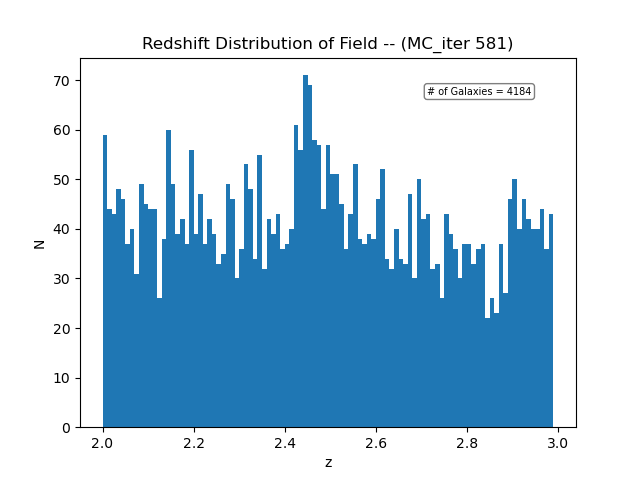 Redshift Distribution of Field -- (MC_iter 581)
# of Galaxies = 4184
70
60
50
40
30
20
10
0
N
2.0 2.2 2.4 2.6 2.8 3.0
z